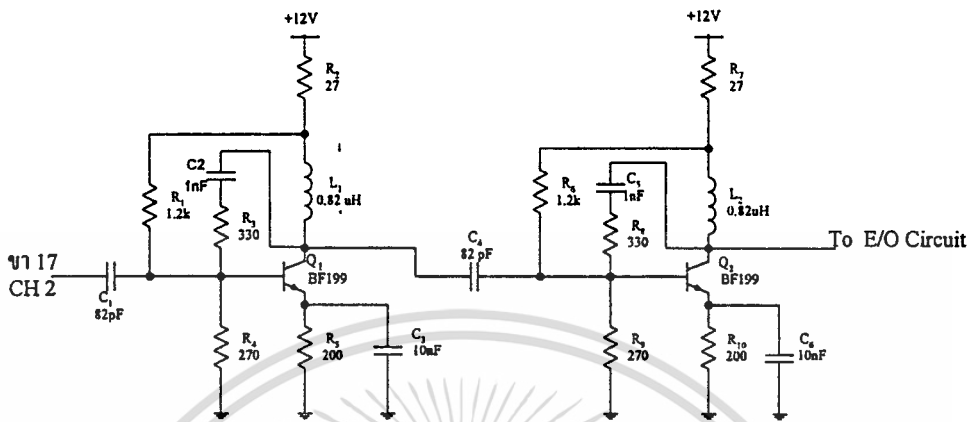 +12V
+12V
R₂
27
R₇
27
C2
1nF
L₁
0.82 uH
R₁
1.2k
R₃
330
C₅
1nF
L₂
0.82uH
R₆
1.2k
R₈
330
C₄
82 pF
ขา 17
CH 2
C₁
82pF
Q₁
BF199
Q₂
BF199
To E/O Circuit
R₄
270
R₅
200
C₃
10nF
R₉
270
R₁₀
200
C₆
10nF